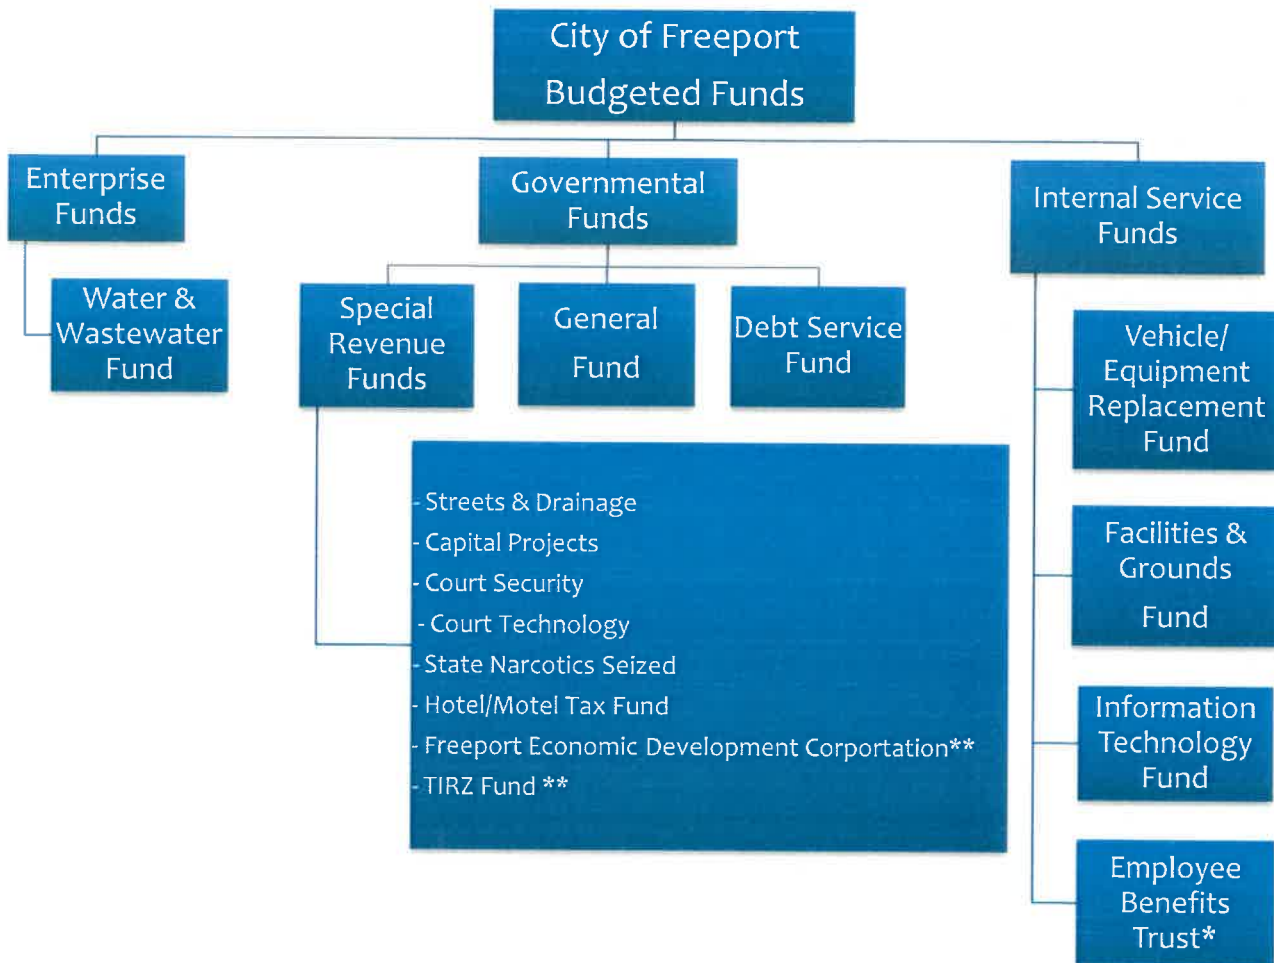 City of Freeport
Budgeted Funds
Enterprise
Funds
Governmental
Funds
Internal Service
Funds
Water &
Wastewater
Fund
Special
Revenue
Funds
General
Fund
Debt Service
Fund
Vehicle/
Equipment
Replacement
Fund
- Streets & Drainage
- Capital Projects
- Court Security
- Court Technology
- State Narcotics Seized
- Hotel/Motel Tax Fund
- Freeport Economic Development Corportation**
- TIRZ Fund **
Facilities &
Grounds
Fund
Information
Technology
Fund
Employee
Benefits
Trust*